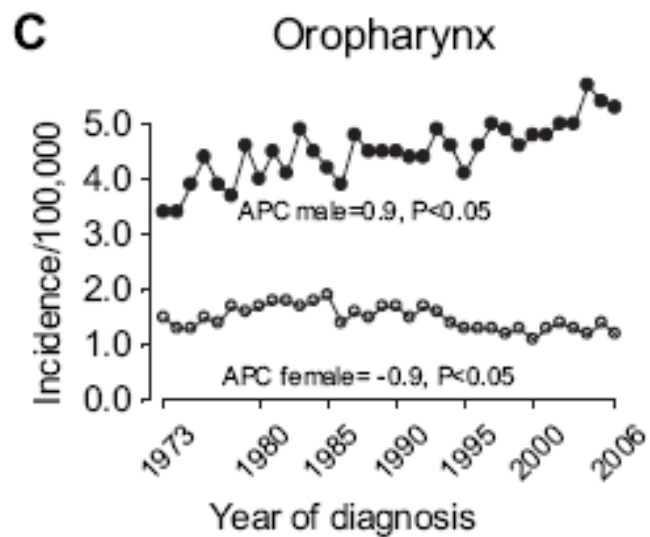 C
Oropharynx
Incidence/100,000
5.0
4.0
3.0
2.0
1.0
0.0
APC male=0.9, P<0.05
APC female= -0.9, P<0.05
1973
1980
1985
1990
1995
2000
2006
Year of diagnosis